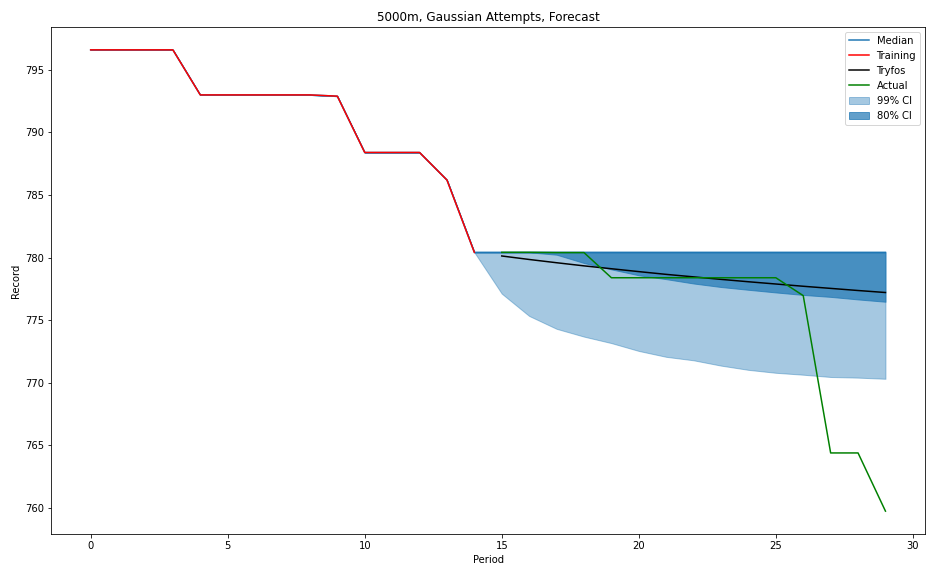 5000m, Gaussian Attempts, Forecast
Median
Training
Tryfos
Actual
99% CI
80% CI
Record
795
790
785
780
775
770
765
760
0 5 10 15 20 25 30
Period